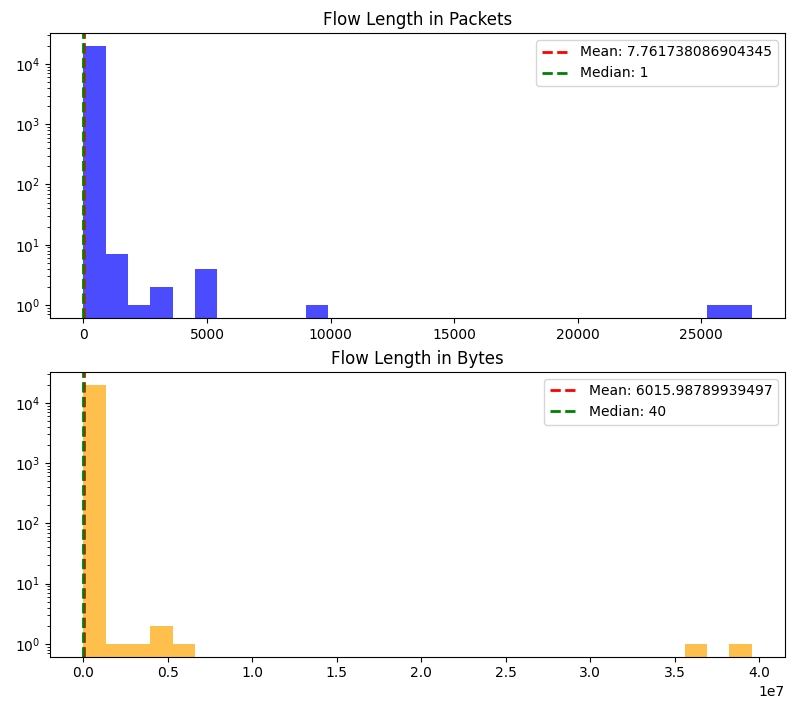 Flow Length in Packets
Mean: 7.761738086904345
Median: 1
10^4
10^3
10^2
10^1
10^0
0 5000 10000 15000 20000 25000
Flow Length in Bytes
Mean: 6015.98789939497
Median: 40
10^4
10^3
10^2
10^1
10^0
0.0 0.5 1.0 1.5 2.0 2.5 3.0 3.5 4.0
1e7